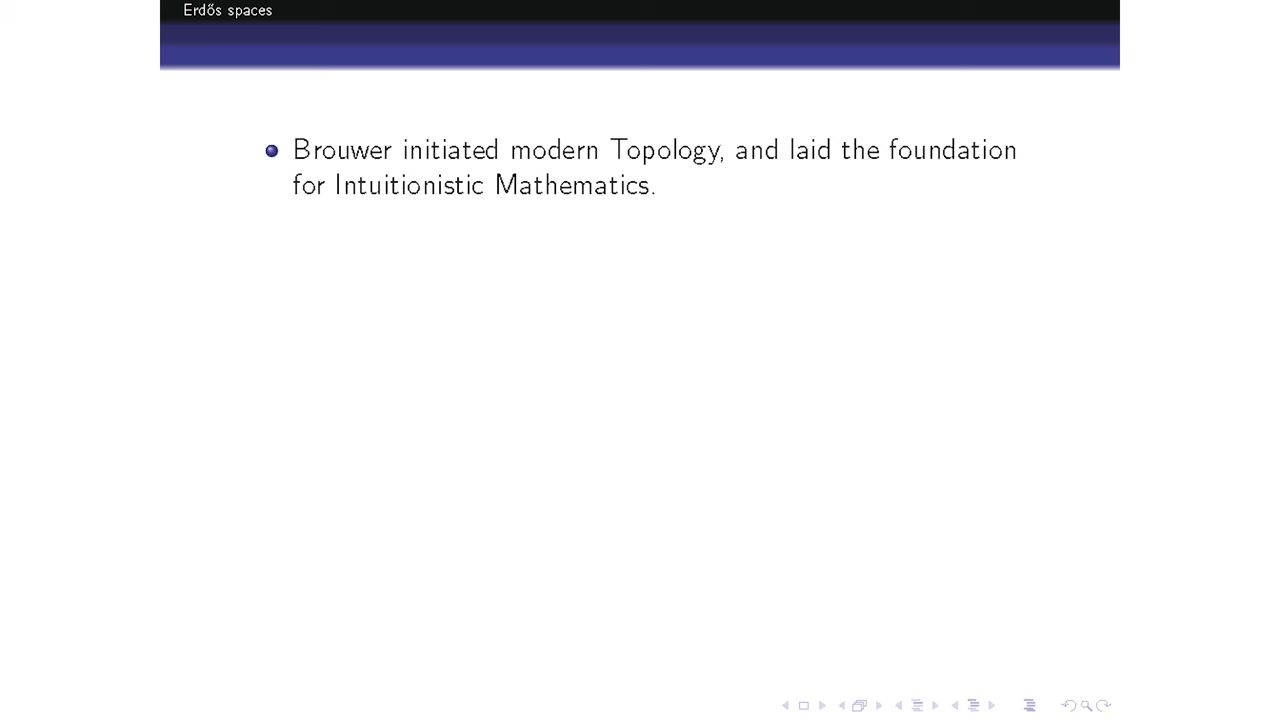 Erdős spaces
Brouwer initiated modern Topology, and laid the foundation
for Intuitionistic Mathematics.